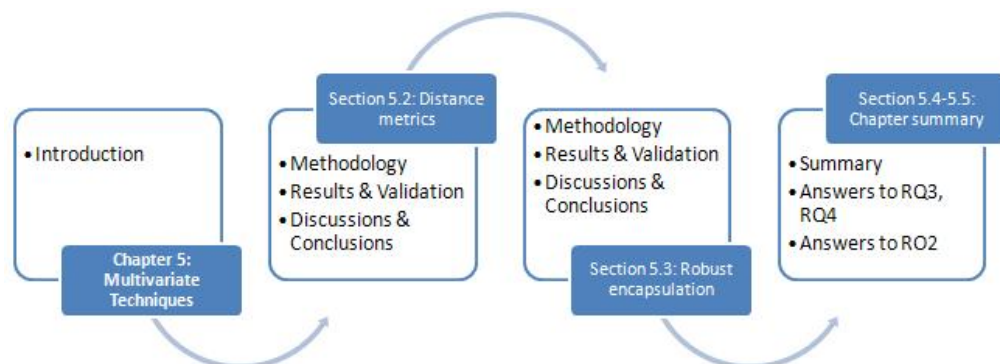 • Introduction
Chapter 5:
Multivariate
Techniques
Section 5.2: Distance
metrics
• Methodology
• Results & Validation
• Discussions &
Conclusions
• Methodology
• Results & Validation
• Discussions &
Conclusions
Section 5.3: Robust
encapsulation
Section 5.4-5.5:
Chapter summary
• Summary
• Answers to RQ3,
RQ4
• Answers to RO2